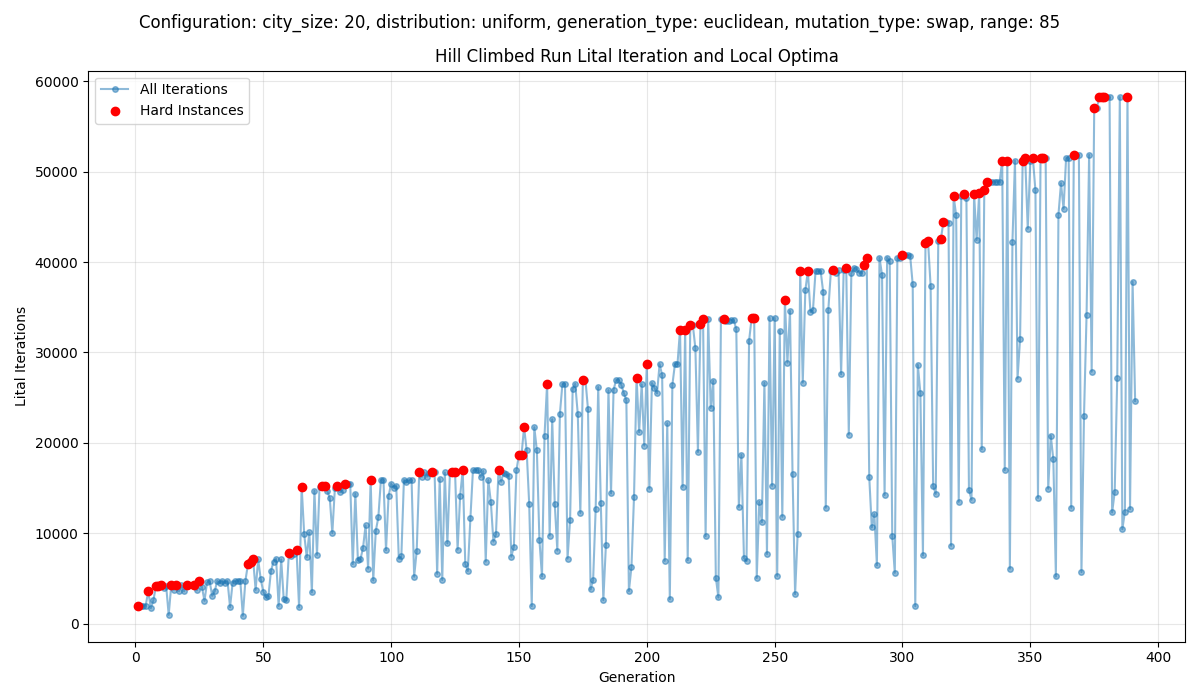 Configuration: city_size: 20, distribution: uniform, generation_type: euclidean, mutation_type: swap, range: 85
Hill Climbed Run Lital Iteration and Local Optima
All Iterations
Hard Instances
60000
50000
40000
30000
20000
10000
0
Lital Iterations
0 50 100 150 200 250 300 350 400
Generation